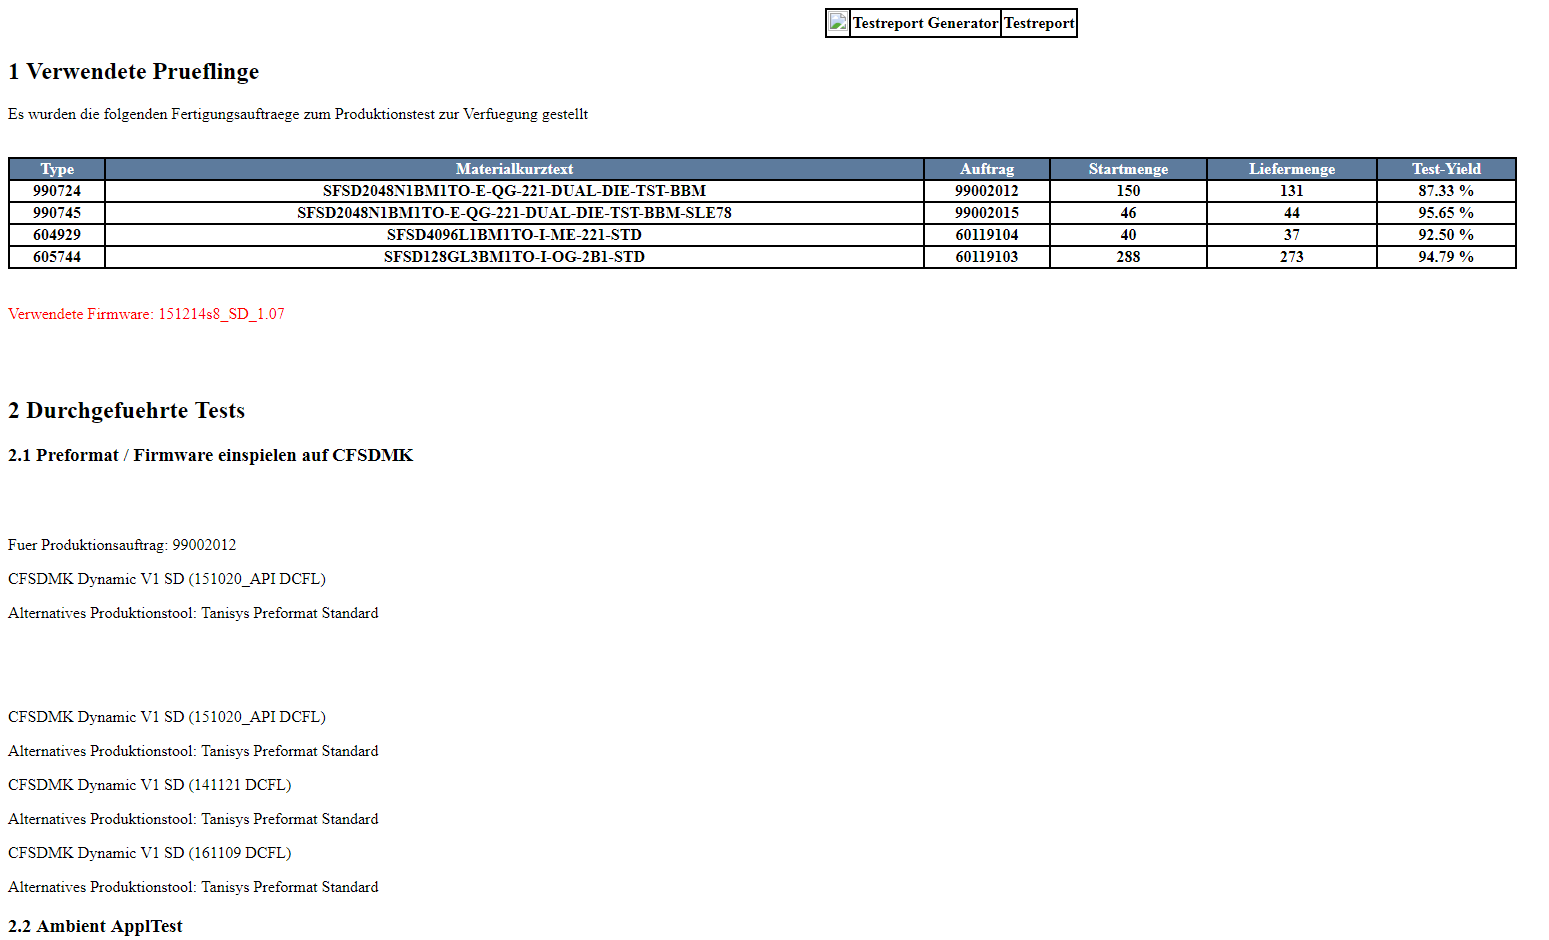 Testreport Generator Testreport
1 Verwendete Prueflinge
Es wurden die folgenden Fertigungsauftraege zum Produktionstest zur Verfuegung gestellt
Type Materialkurztext Auftrag Startmenge Liefermenge Test-Yield
990724 SFSD2048N1BM1TO-E-QG-221-DUAL-DIE-TST-BBM 99002012 150 131 87.33 %
990745 SFSD2048N1BM1TO-E-QG-221-DUAL-DIE-TST-BBM-SLE78 99002015 46 44 95.65 %
604929 SFSD4096L1BM1TO-I-ME-221-STD 60119104 40 37 92.50 %
605744 SFSD128GL3BM1TO-I-OG-2B1-STD 60119103 288 273 94.79 %
Verwendete Firmware: 151214s8_SD_1.07
2 Durchgefuehrte Tests
2.1 Preformat / Firmware einspielen auf CFSDMK
Fuer Produktionsauftrag: 99002012
CFSDMK Dynamic V1 SD (151020_API DCFL)
Alternatives Produktionstool: Tanisys Preformat Standard
CFSDMK Dynamic V1 SD (151020_API DCFL)
Alternatives Produktionstool: Tanisys Preformat Standard
CFSDMK Dynamic V1 SD (141121 DCFL)
Alternatives Produktionstool: Tanisys Preformat Standard
CFSDMK Dynamic V1 SD (161109 DCFL)
Alternatives Produktionstool: Tanisys Preformat Standard
2.2 Ambient ApplTest